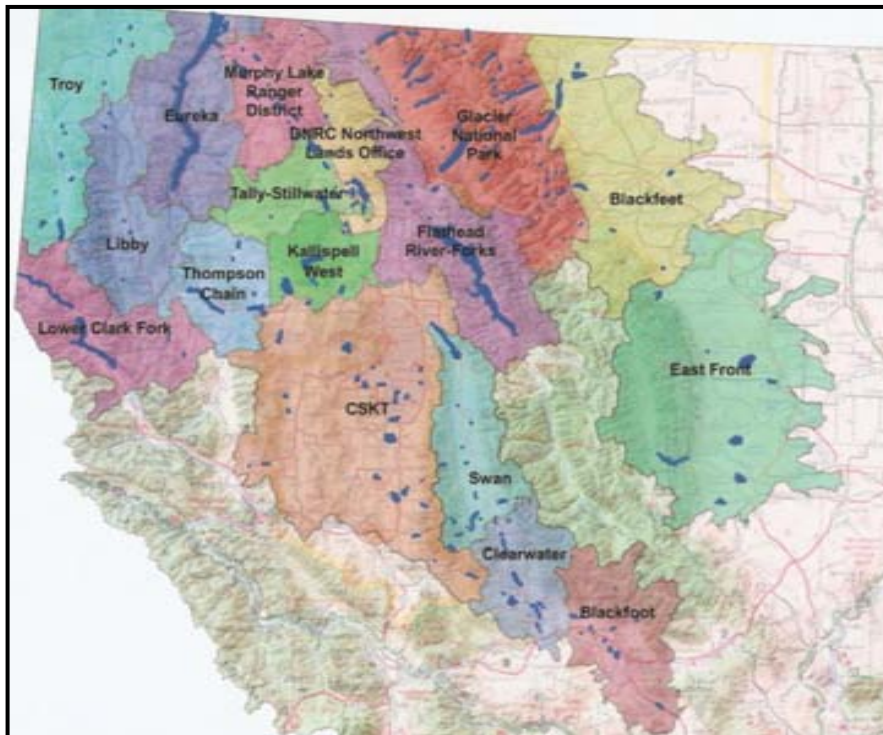 Troy
Eureka
Murphy Lake
Ranger
District
DNRC Northwest
Lands Office
Glacier
National
Park
Blackfeet
Tally-Stillwater
Libby
Kallispell
West
Flathead
River-Forks
Thompson
Chain
Lower Clark Fork
East Front
CSKT
Swan
Clearwater
Blackfoot